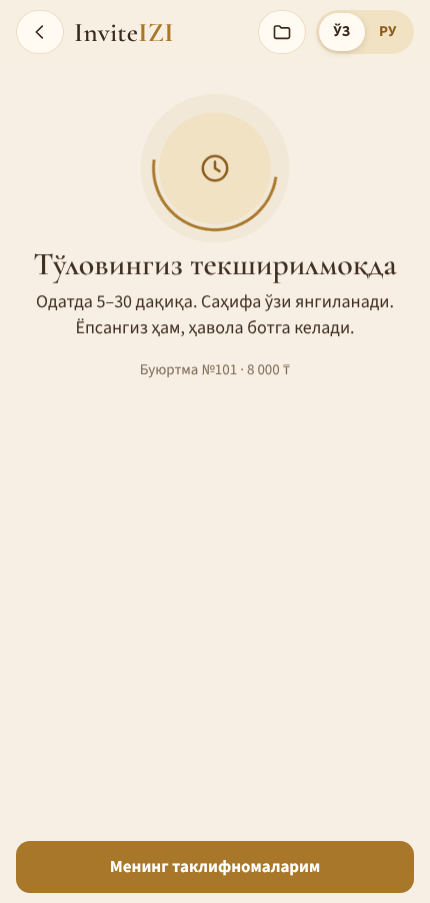 InviteIZI
ЎЗ
РУ
Тўловингиз текширилмоқда
Одатда 5–30 дақиқа. Саҳифа ўзи янгиланади.
Ёпсангиз ҳам, ҳавола ботга келади.
Буюртма №101 · 8 000 ₸
Менинг таклифномаларим